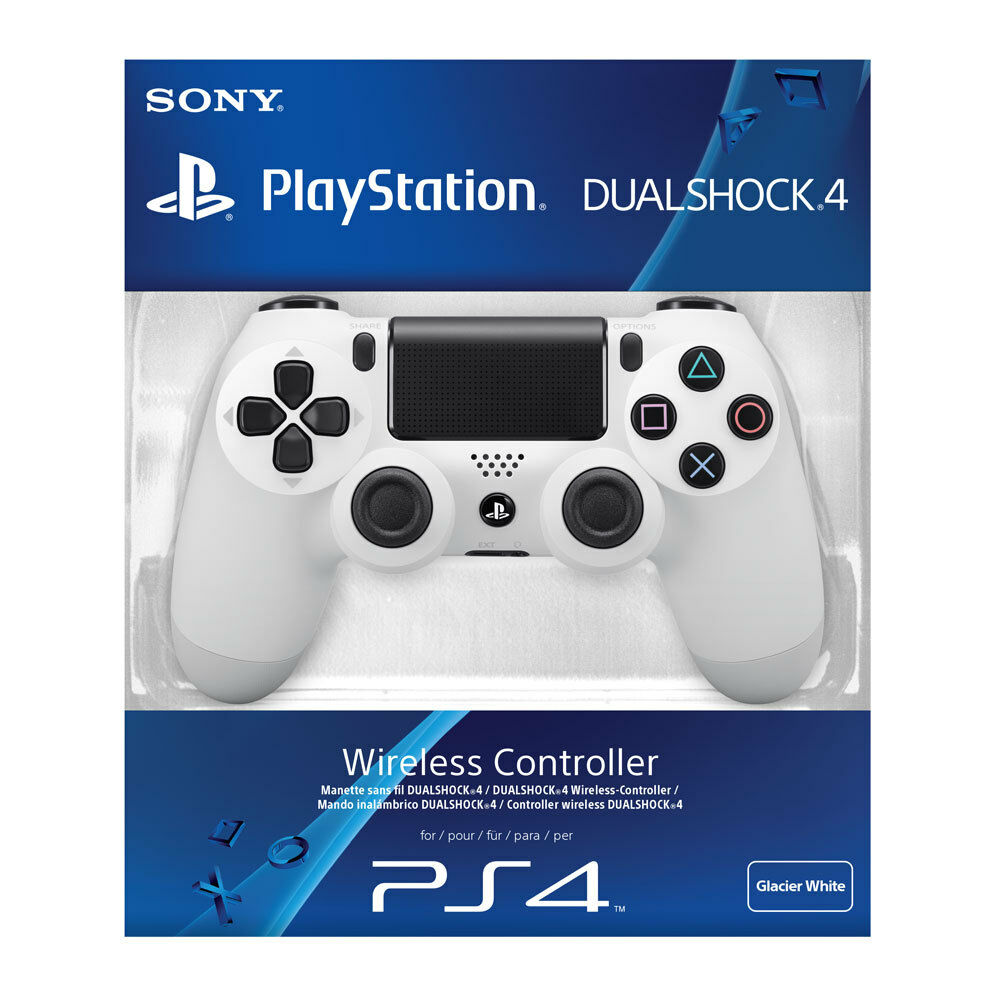 SONY®
PlayStation® DUALSHOCK®4
SHARE OPTIONS
EXT
Wireless Controller
Manette sans fil DUALSHOCK®4 / DUALSHOCK®4 Wireless-Controller /
Mando inalámbrico DUALSHOCK®4 / Controller wireless DUALSHOCK®4
for / pour / für / para / per
PS4™
Glacier White